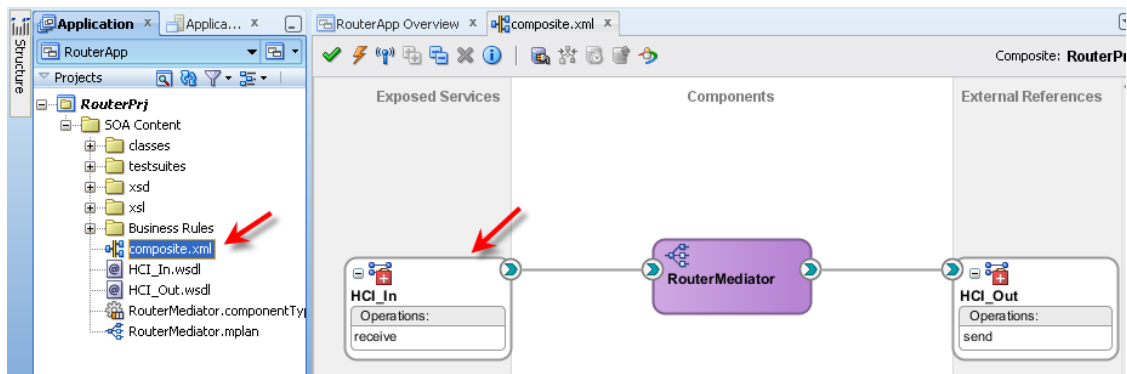 Structure
Application x
Applica... x
RouterApp
Projects
RouterPrj
SOA Content
classes
testsuites
xsd
xsl
Business Rules
composite.xml
HCI_In.wsdl
HCI_Out.wsdl
RouterMediator.componentTy
RouterMediator.mplan
RouterApp Overview x
composite.xml x
Composite: RouterPr
Exposed Services
Components
External References
HCI_In
Operations:
receive
RouterMediator
HCI_Out
Operations:
send